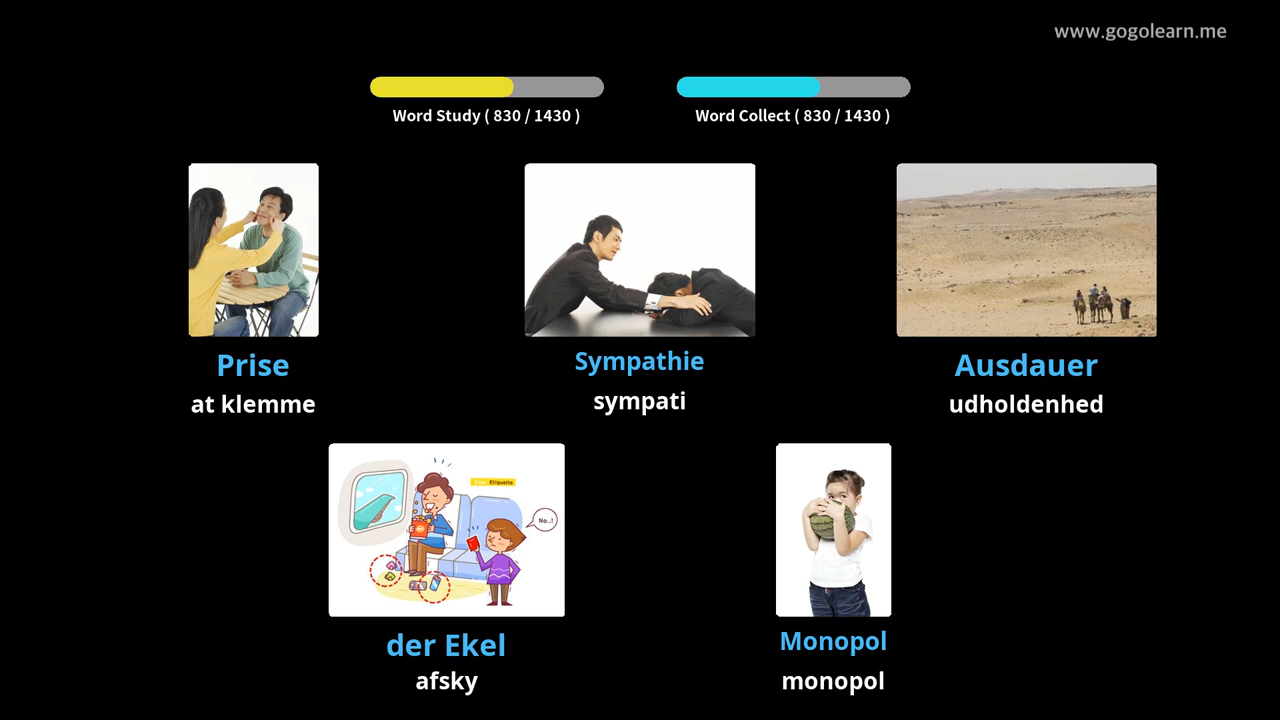 www.gogolearn.me
Word Study ( 830 / 1430 )
Word Collect ( 830 / 1430 )
Prise
at klemme
Sympathie
sympati
Ausdauer
udholdenhed
Etiquette
No..!
der Ekel
afsky
Monopol
monopol